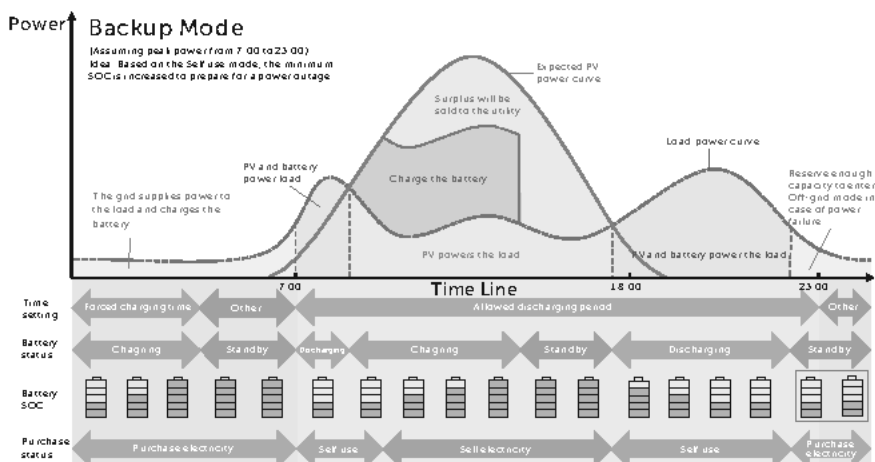 Power
Backup Mode
(Assuming peak power from 7:00 to 23:00)
Idea: Based on the Self use mode, the minimum
SOC is increased to prepare for a power outage
Expected PV
power curve
Surplus will be
sold to the utility
Load power curve
PV and battery
power load
Charge the battery
Reserve enough
capacity to enter
Off-grid mode in
case of power
failure
The grid supplies power to
the load and charges the
battery
PV powers the load
PV and battery power the load
7:00
Time Line
18:00
23:00
Time
setting
Forced charging time
Other
Allowed discharging period
Other
Battery
status
Chagning
Standby
Discharging
Chagning
Standby
Discharging
Standby
Battery
SOC
Purchase
status
Purchase electricity
Self use
Sell electricity
Self use
Purchase
electricity